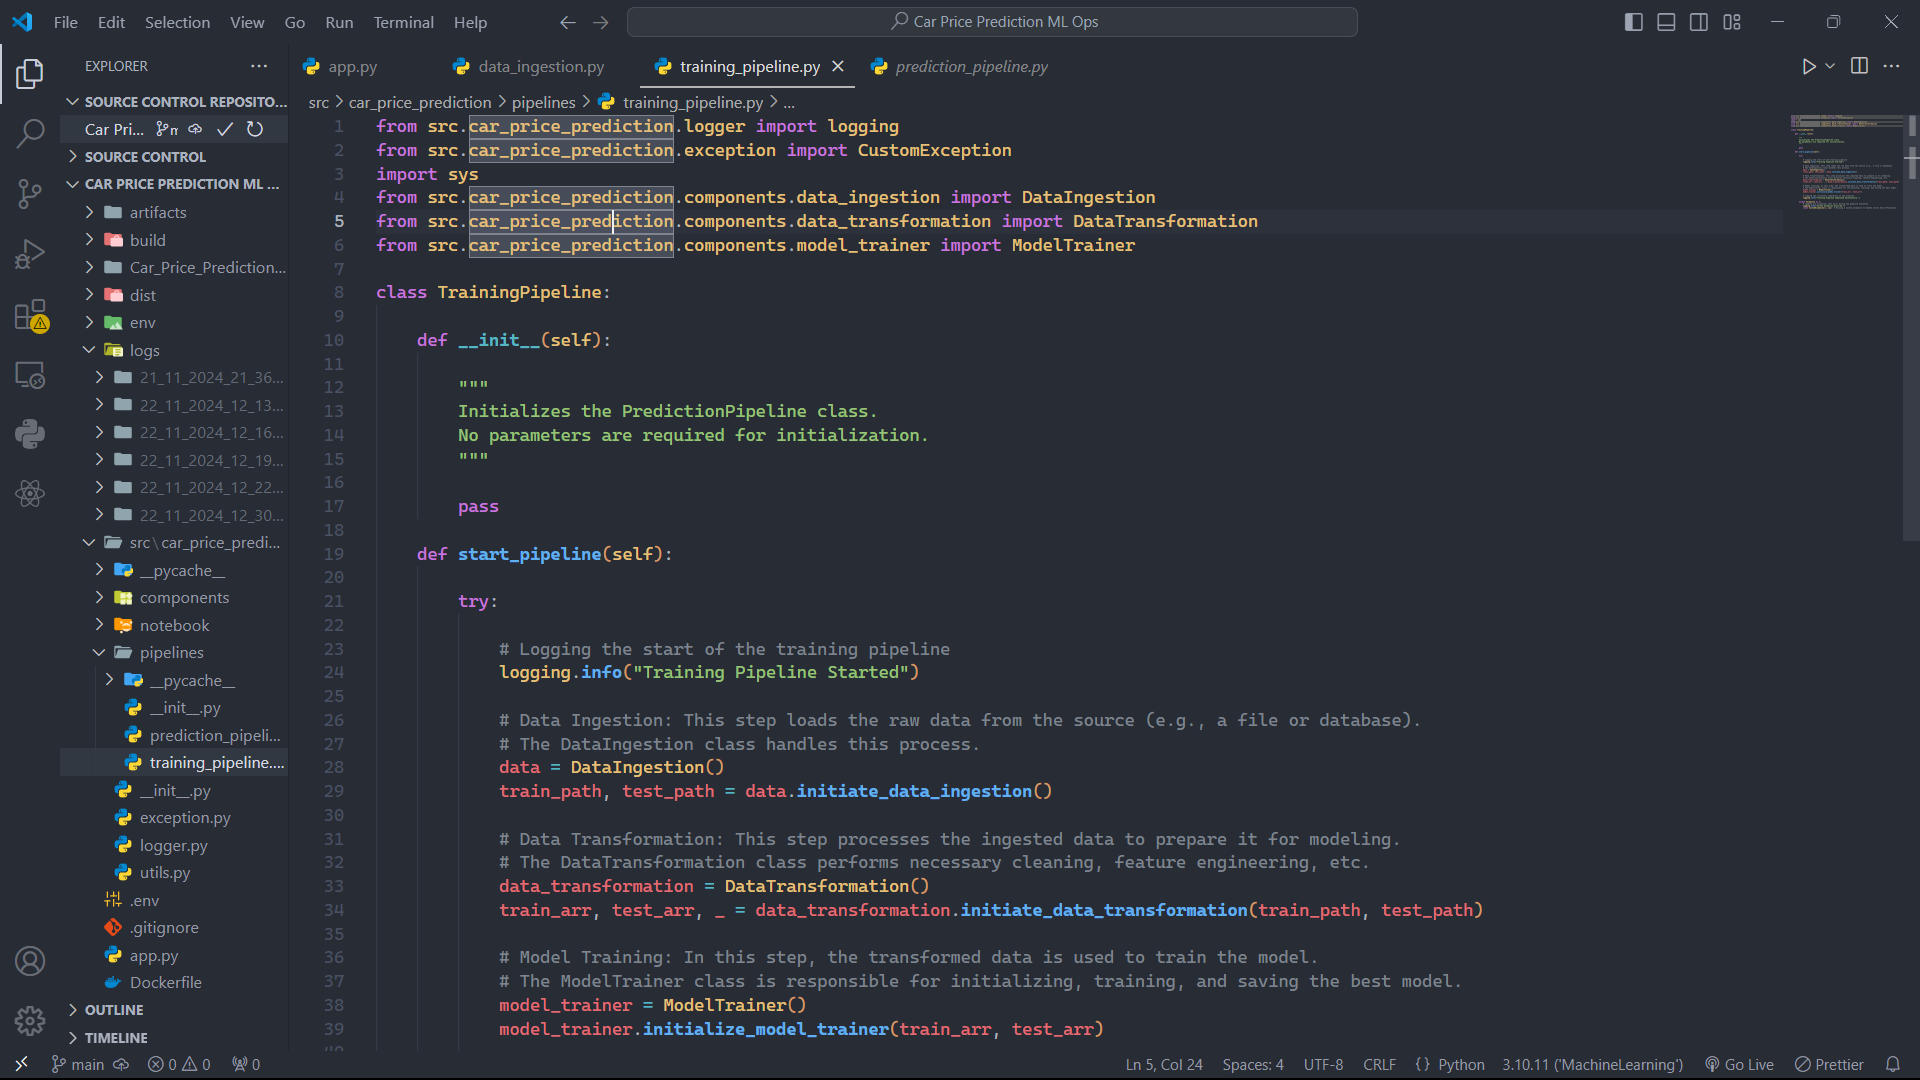 File Edit Selection View Go Run Terminal Help
Car Price Prediction ML Ops
EXPLORER
SOURCE CONTROL REPOSITO...
Car Pri...
SOURCE CONTROL
CAR PRICE PREDICTION ML ...
artifacts
build
Car_Price_Prediction...
dist
env
logs
21_11_2024_21_36...
22_11_2024_12_13...
22_11_2024_12_16...
22_11_2024_12_19...
22_11_2024_12_22...
22_11_2024_12_30...
src\car_price_predi...
__pycache__
components
notebook
pipelines
__pycache__
__init__.py
prediction_pipeli...
training_pipeline....
__init__.py
exception.py
logger.py
utils.py
.env
.gitignore
app.py
Dockerfile
OUTLINE
TIMELINE
app.py data_ingestion.py training_pipeline.py prediction_pipeline.py
src > car_price_prediction > pipelines > training_pipeline.py > ...
1 from src.car_price_prediction.logger import logging
2 from src.car_price_prediction.exception import CustomException
3 import sys
4 from src.car_price_prediction.components.data_ingestion import DataIngestion
5 from src.car_price_prediction.components.data_transformation import DataTransformation
6 from src.car_price_prediction.components.model_trainer import ModelTrainer
7
8 class TrainingPipeline:
9
10 def __init__(self):
11
12 """
13 Initializes the PredictionPipeline class.
14 No parameters are required for initialization.
15 """
16
17 pass
18
19 def start_pipeline(self):
20
21 try:
22
23 # Logging the start of the training pipeline
24 logging.info("Training Pipeline Started")
25
26 # Data Ingestion: This step loads the raw data from the source (e.g., a file or database).
27 # The DataIngestion class handles this process.
28 data = DataIngestion()
29 train_path, test_path = data.initiate_data_ingestion()
30
31 # Data Transformation: This step processes the ingested data to prepare it for modeling.
32 # The DataTransformation class performs necessary cleaning, feature engineering, etc.
33 data_transformation = DataTransformation()
34 train_arr, test_arr, _ = data_transformation.initiate_data_transformation(train_path, test_path)
35
36 # Model Training: In this step, the transformed data is used to train the model.
37 # The ModelTrainer class is responsible for initializing, training, and saving the best model.
38 model_trainer = ModelTrainer()
39 model_trainer.initialize_model_trainer(train_arr, test_arr)
main 0 0 0 Ln 5, Col 24 Spaces: 4 UTF-8 CRLF {} Python 3.10.11 ('MachineLearning') Go Live Prettier